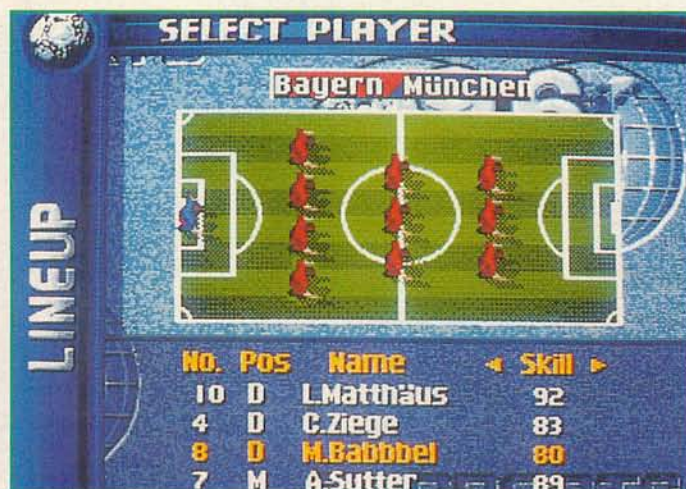 SELECT PLAYER
Bayern München
LINEUP
No. Pos Name Skill
10 D L.Matthäus 92
4 D C.Ziege 83
8 D M.Babbbel 80
7 M A.Sutter 89